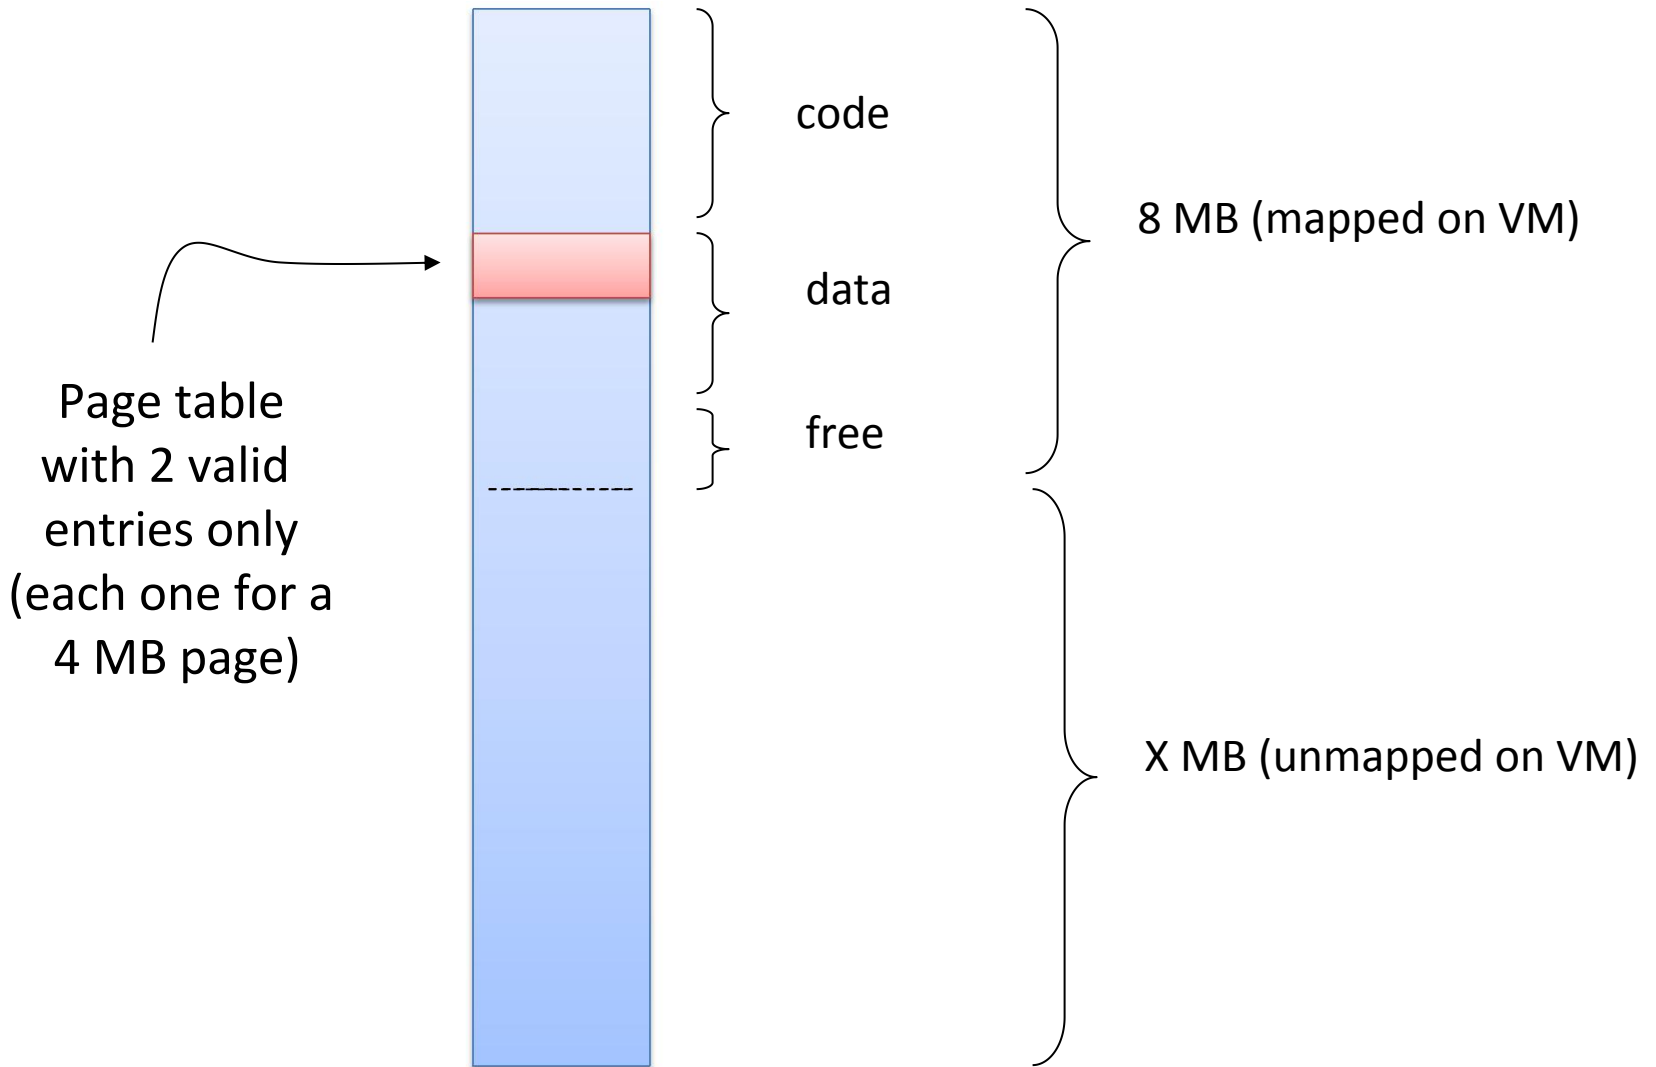 code
8 MB (mapped on VM)
data
Page table
with 2 valid
entries only
(each one for a
4 MB page)
free
X MB (unmapped on VM)